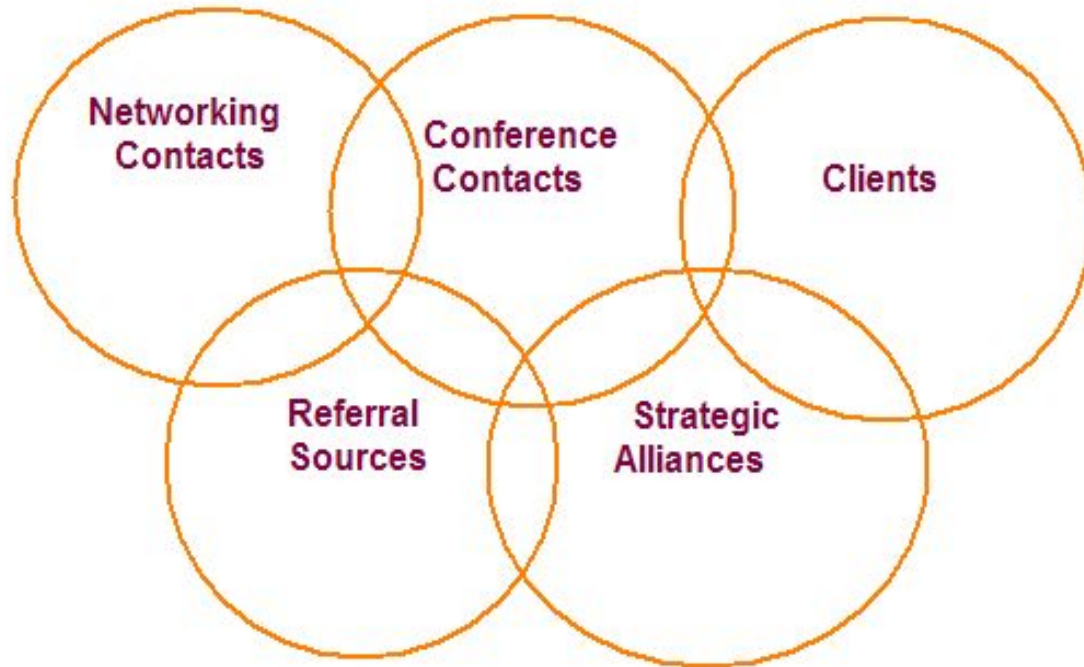 Networking
Contacts
Conference
Contacts
Clients
Referral
Sources
Strategic
Alliances